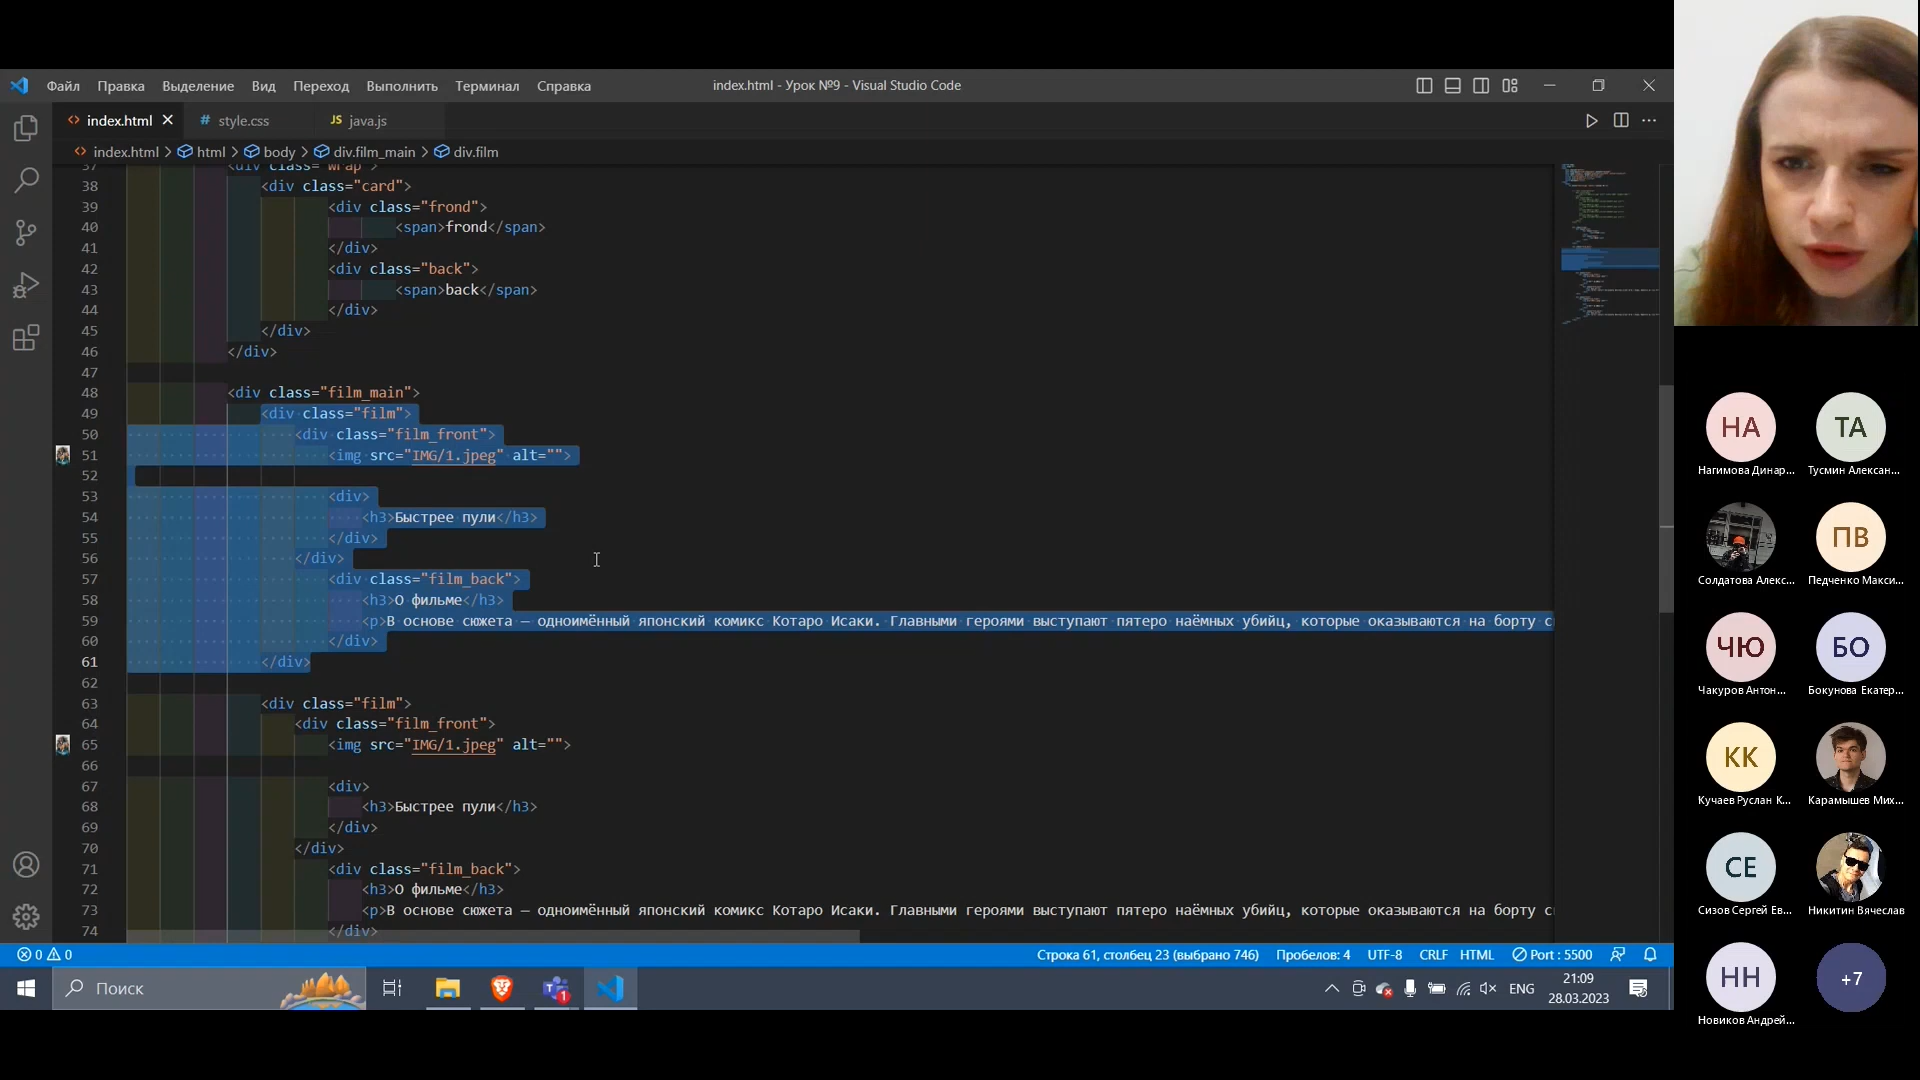 Файл Правка Выделение Вид Переход Выполнить Терминал Справка index.html - Урок №9 - Visual Studio Code
index.html style.css JS java.js
index.html > html > body > div.film_main > div.film
37 <div class="wrap">
38 <div class="card">
39 <div class="frond">
40 <span>frond</span>
41 </div>
42 <div class="back">
43 <span>back</span>
44 </div>
45 </div>
46 </div>
47
48 <div class="film_main">
49 <div class="film">
50 <div class="film_front">
51 <img src="IMG/1.jpeg" alt="">
52
53 <div>
54 <h3>Быстрее пули</h3>
55 </div>
56 </div>
57 <div class="film_back">
58 <h3>О фильме</h3>
59 <p>В основе сюжета — одноимённый японский комикс Котаро Исаки. Главными героями выступают пятеро наёмных убийц, которые оказываются на борту
60 </div>
61 </div>
62
63 <div class="film">
64 <div class="film_front">
65 <img src="IMG/1.jpeg" alt="">
66
67 <div>
68 <h3>Быстрее пули</h3>
69 </div>
70 </div>
71 <div class="film_back">
72 <h3>О фильме</h3>
73 <p>В основе сюжета — одноимённый японский комикс Котаро Исаки. Главными героями выступают пятеро наёмных убийц, которые оказываются на борту
74 </div>
0 0 Строка 61, столбец 23 (выбрано 746) Пробелов: 4 UTF-8 CRLF HTML Port : 5500
Поиск 1 ENG 21:09
28.03.2023
НА ТА
Нагимова Динар... Тусмин Алексан...
ПВ
Солдатова Алекс... Педченко Макси...
ЧЮ БО
Чакуров Антон... Бокунова Екатер...
КК
Кучаев Руслан К... Карамышев Мих...
СЕ
Сизов Сергей Ев... Никитин Вячеслав
НН +7
Новиков Андрей...